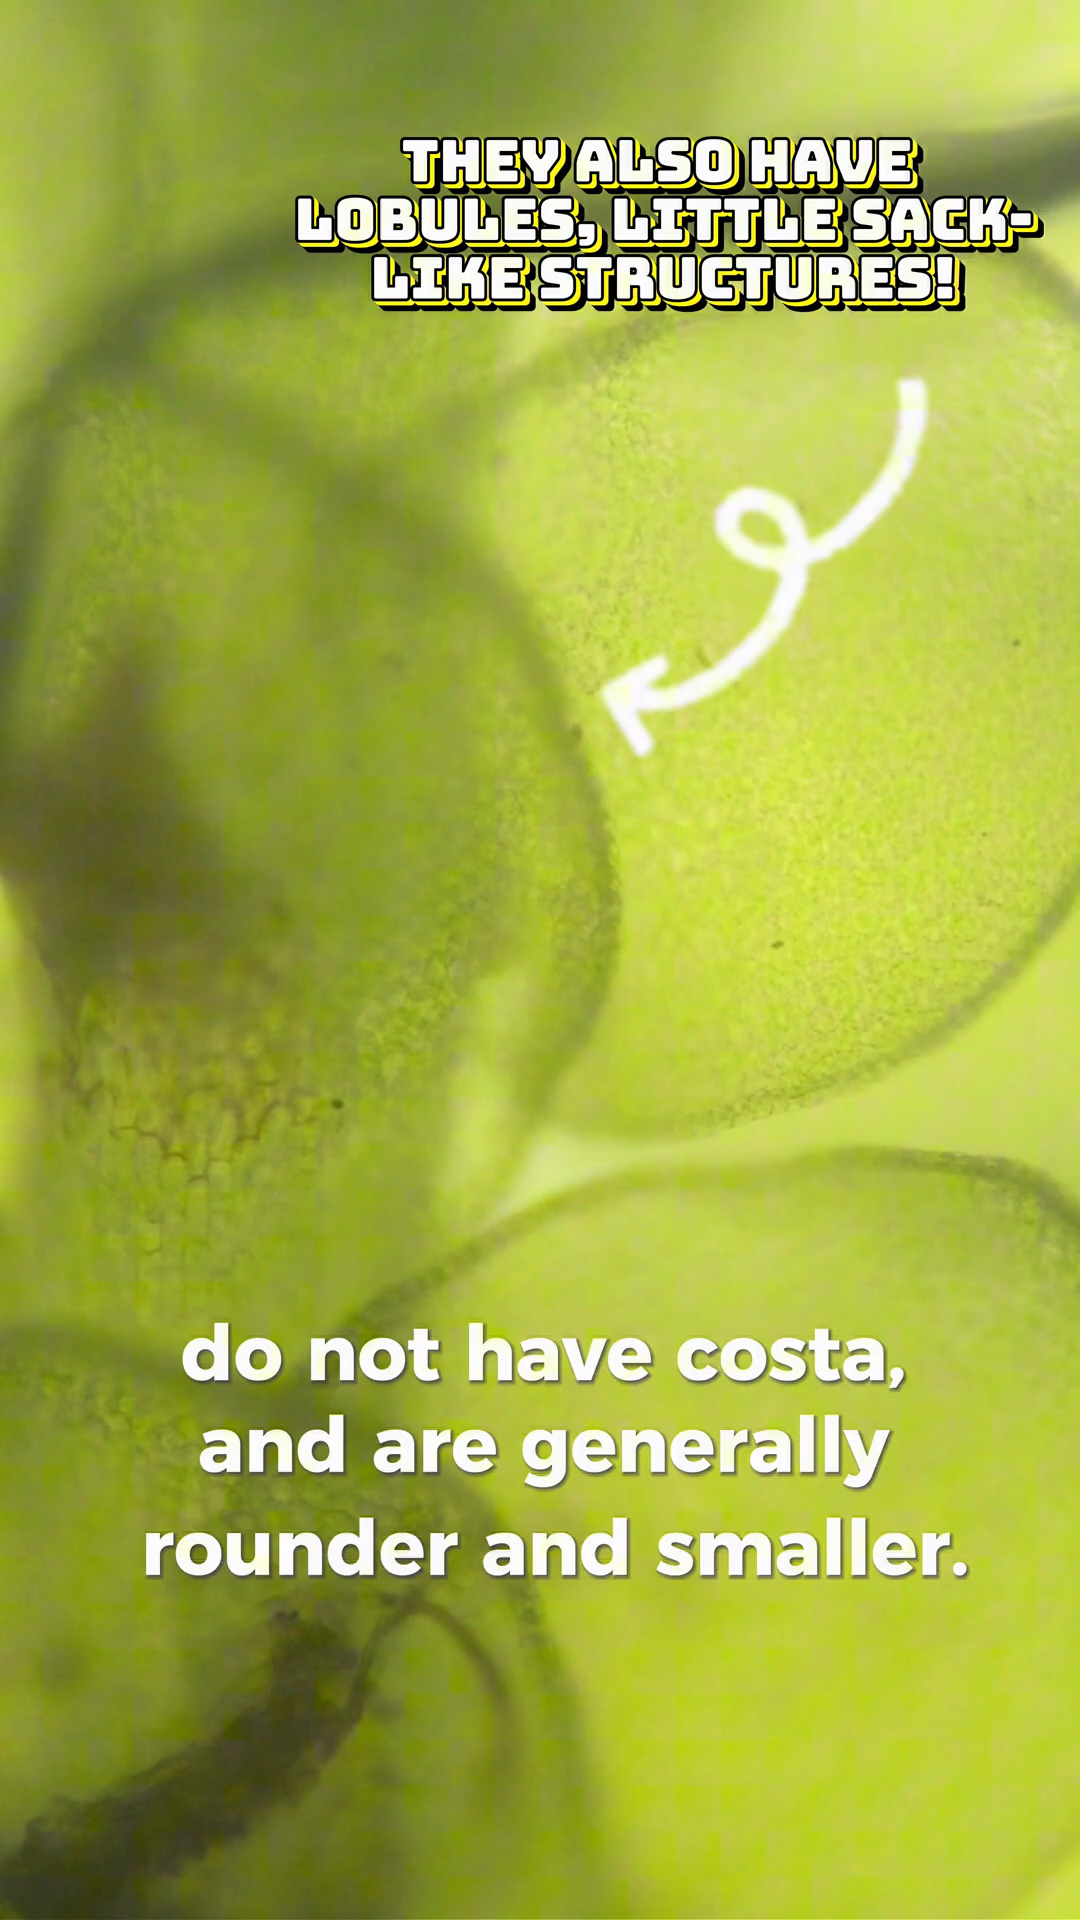 THEY ALSO HAVE
LOBULES, LITTLE SACK-
LIKE STRUCTURES!
do not have costa,
and are generally
rounder and smaller.